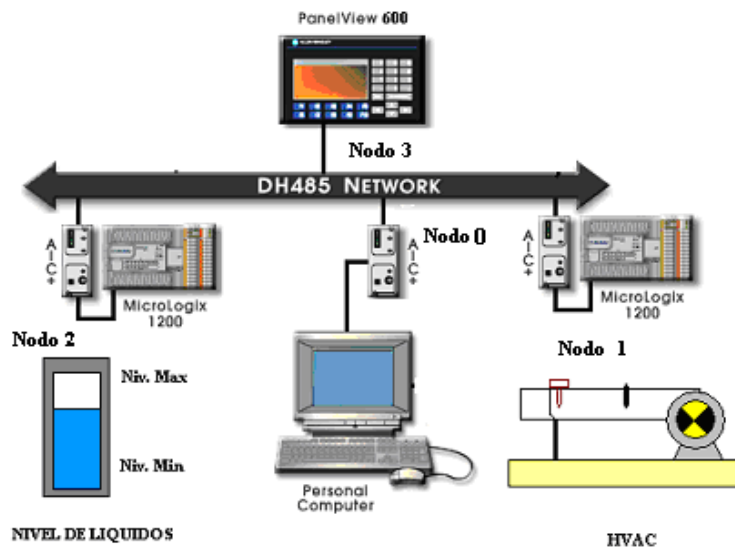 PanelView 600
Nodo 3
DH485 NETWORK
AIC+
MicroLogix
1200
Nodo 2
AIC+
Nodo 0
AIC+
MicroLogix
1200
Nodo 1
Niv. Max
Niv. Min
Personal
Computer
NIVEL DE LIQUIDOS
HVAC